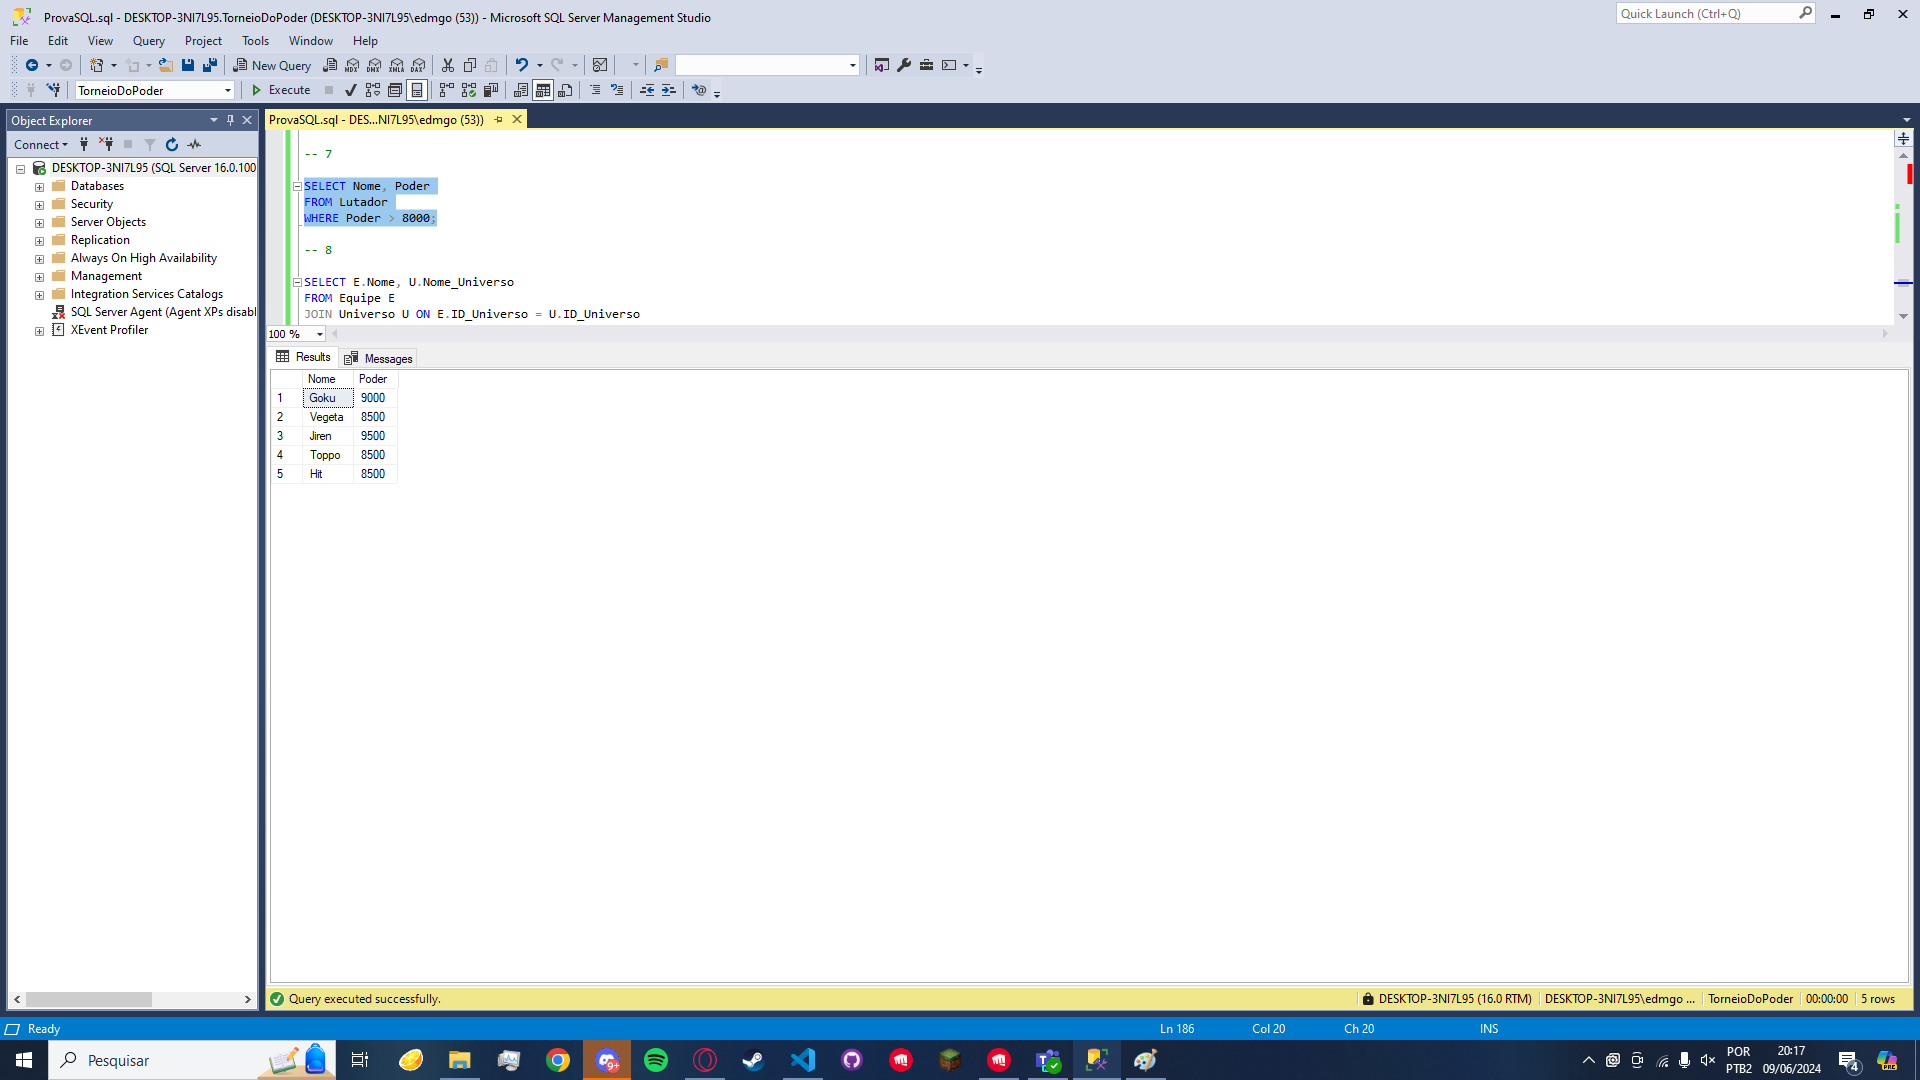 ProvaSQL.sql - DESKTOP-3NI7L95.TorneioDoPoder (DESKTOP-3NI7L95\edmgo (53)) - Microsoft SQL Server Management Studio
Quick Launch (Ctrl+Q)
File Edit View Query Project Tools Window Help
New Query
MDX DMX XMLA DAX
TorneioDoPoder
Execute
Object Explorer
ProvaSQL.sql - DES...NI7L95\edmgo (53))
Connect
DESKTOP-3NI7L95 (SQL Server 16.0.100
Databases
Security
Server Objects
Replication
Always On High Availability
Management
Integration Services Catalogs
SQL Server Agent (Agent XPs disabl
XEvent Profiler
-- 7
SELECT Nome, Poder
FROM Lutador
WHERE Poder > 8000;
-- 8
SELECT E.Nome, U.Nome_Universo
FROM Equipe E
JOIN Universo U ON E.ID_Universo = U.ID_Universo
100 %
Results Messages
Nome Poder
1 Goku 9000
2 Vegeta 8500
3 Jiren 9500
4 Toppo 8500
5 Hit 8500
Query executed successfully.
DESKTOP-3NI7L95 (16.0 RTM) DESKTOP-3NI7L95\edmgo ... TorneioDoPoder 00:00:00 5 rows
Ready
Ln 186 Col 20 Ch 20 INS
Pesquisar
9+
POR
PTB2
20:17
09/06/2024
4
PRE